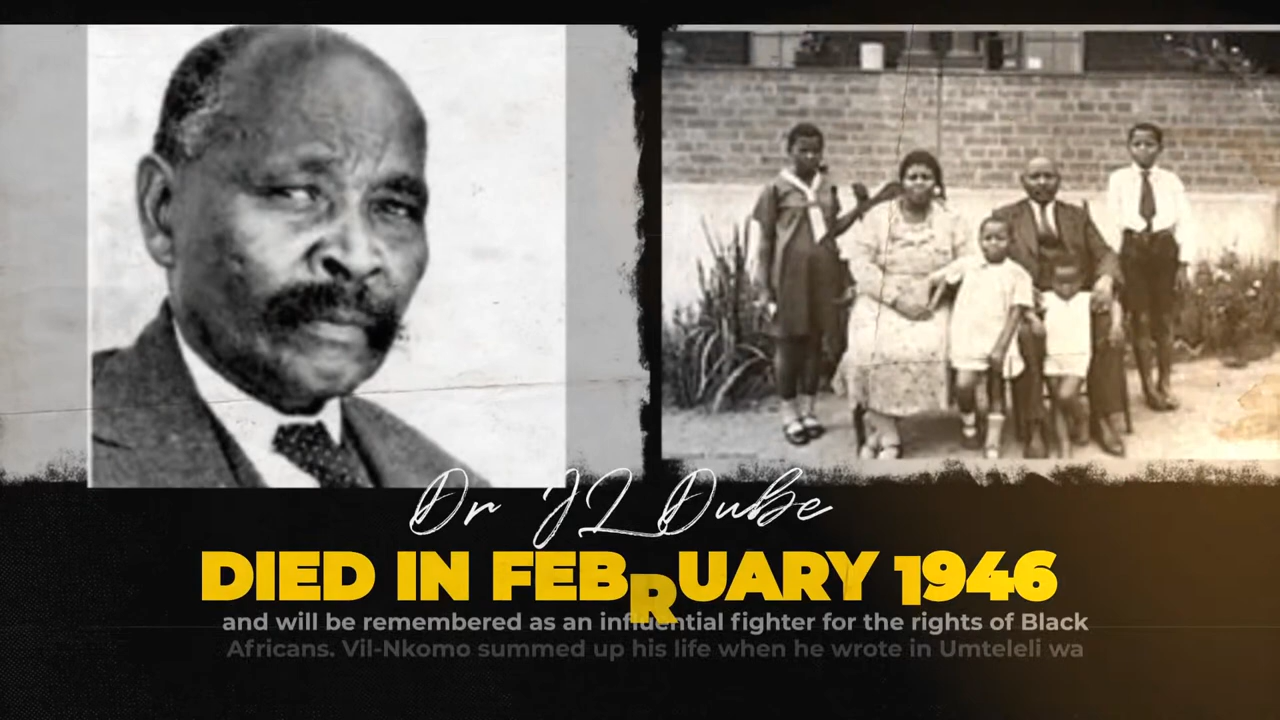 Dr JL Dube
DIED IN FEBRUARY 1946
and will be remembered as an influential fighter for the rights of Black
Africans. Vil-Nkomo summed up his life when he wrote in Umteleli wa